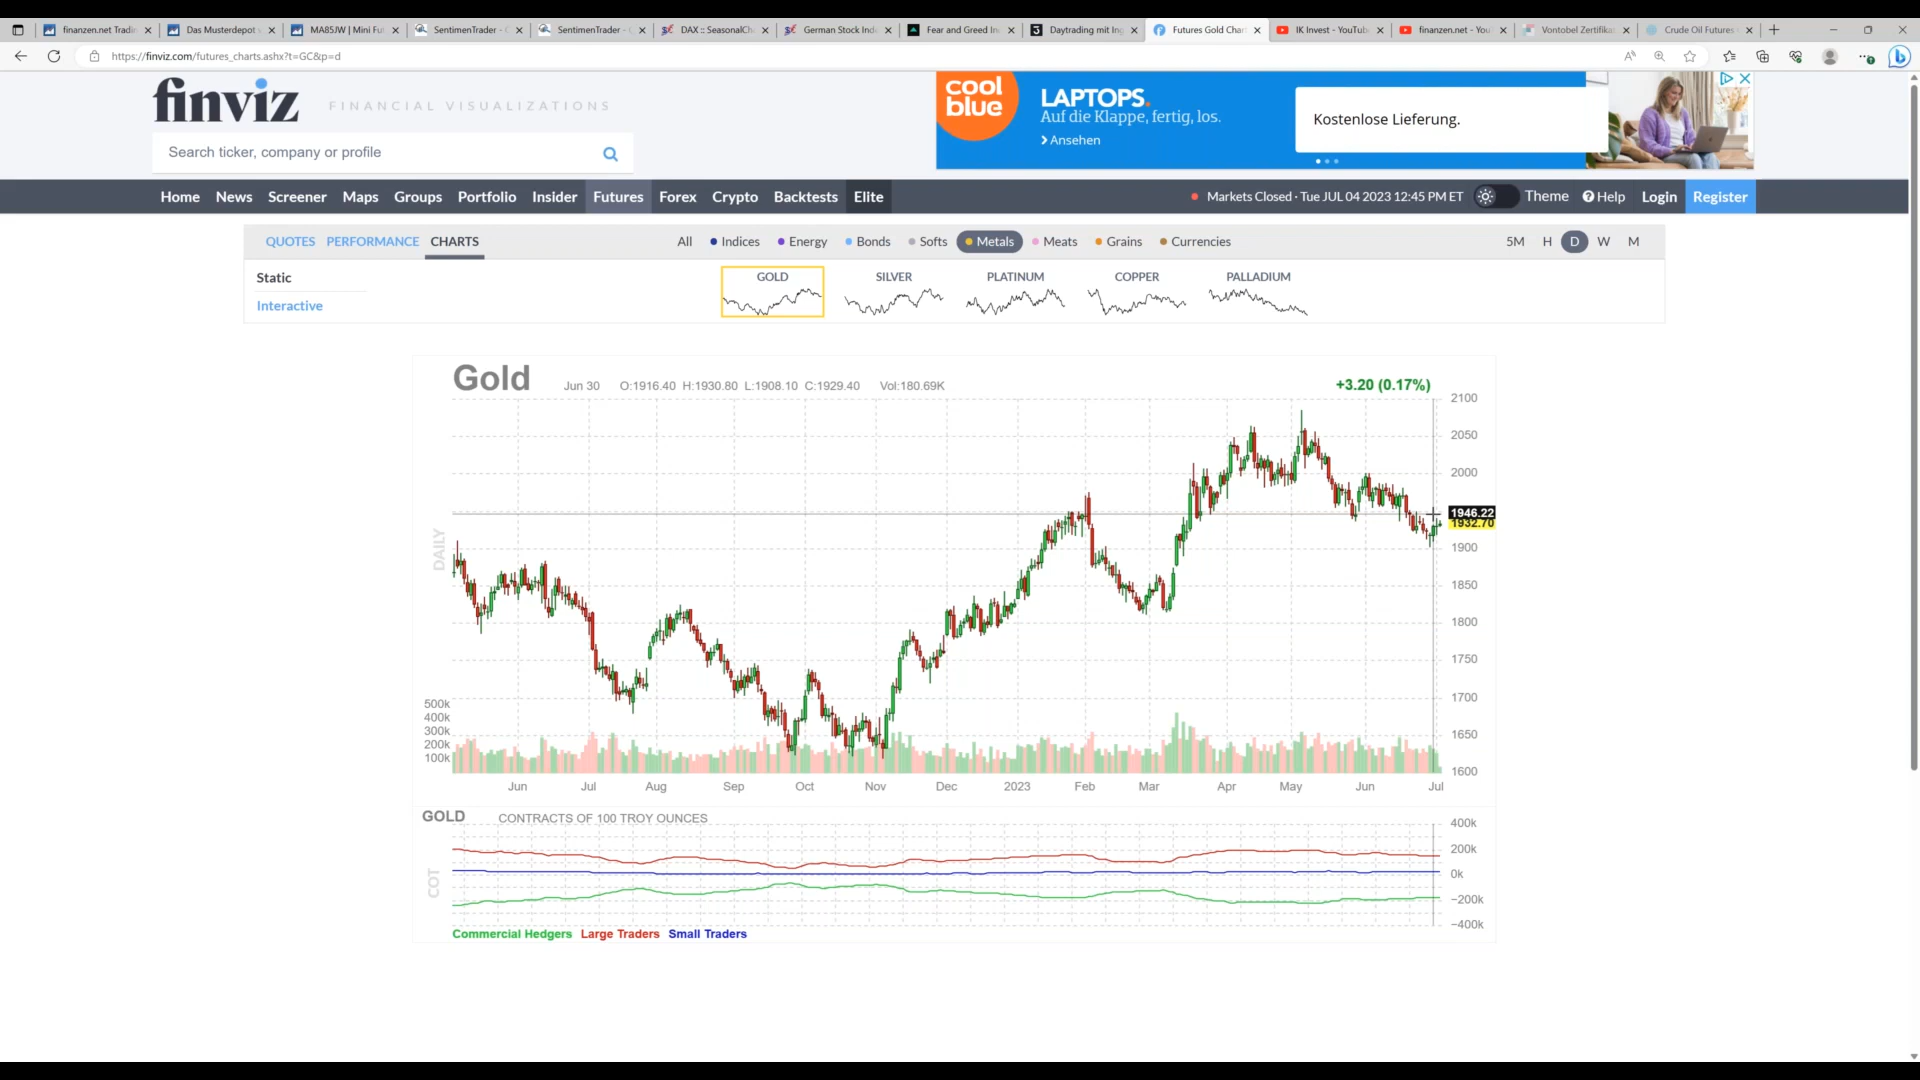 finanzen.net Tradin
Das Musterdepot
MA85JW | Mini Fu
SentimenTrader -
SentimenTrader -
DAX :: SeasonalCh
German Stock Ind
Fear and Greed In
Daytrading mit In
Futures Gold Char
IK Invest - YouTub
finanzen.net - You
Vontobel Zertifikat
Crude Oil Futures
https://finviz.com/futures_charts.ashx?t=GC&p=d
finviz FINANCIAL VISUALIZATIONS
cool blue
LAPTOPS.
Auf die Klappe, fertig, los.
Ansehen
Kostenlose Lieferung.
Search ticker, company or profile
Home News Screener Maps Groups Portfolio Insider Futures Forex Crypto Backtests Elite
Markets Closed · Tue JUL 04 2023 12:45 PM ET Theme Help Login Register
QUOTES PERFORMANCE CHARTS
All Indices Energy Bonds Softs Metals Meats Grains Currencies
5M H D W M
Static
Interactive
GOLD SILVER PLATINUM COPPER PALLADIUM
Gold Jun 30 O:1916.40 H:1930.80 L:1908.10 C:1929.40 Vol:180.69K +3.20 (0.17%)
2100
2050
2000
1946.22
1932.70
1900
1850
1800
1750
1700
1650
1600
DAILY
500k
400k
300k
200k
100k
Jun Jul Aug Sep Oct Nov Dec 2023 Feb Mar Apr May Jun Jul
GOLD CONTRACTS OF 100 TROY OUNCES
400k
200k
0k
−200k
−400k
COT
Commercial Hedgers Large Traders Small Traders